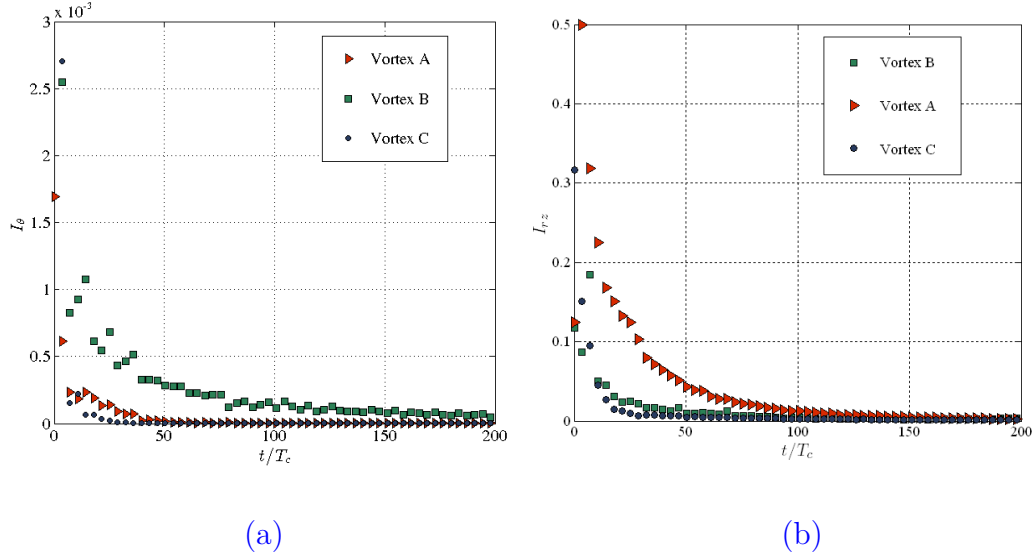 x 10⁻³
3
2.5
2
1.5
1
0.5
0
0 50 100 150 200
I_θ
t/T_c
Vortex A
Vortex B
Vortex C
(a)
0.5
0.4
0.3
0.2
0.1
0
0 50 100 150 200
I_{rz}
t/T_c
Vortex B
Vortex A
Vortex C
(b)